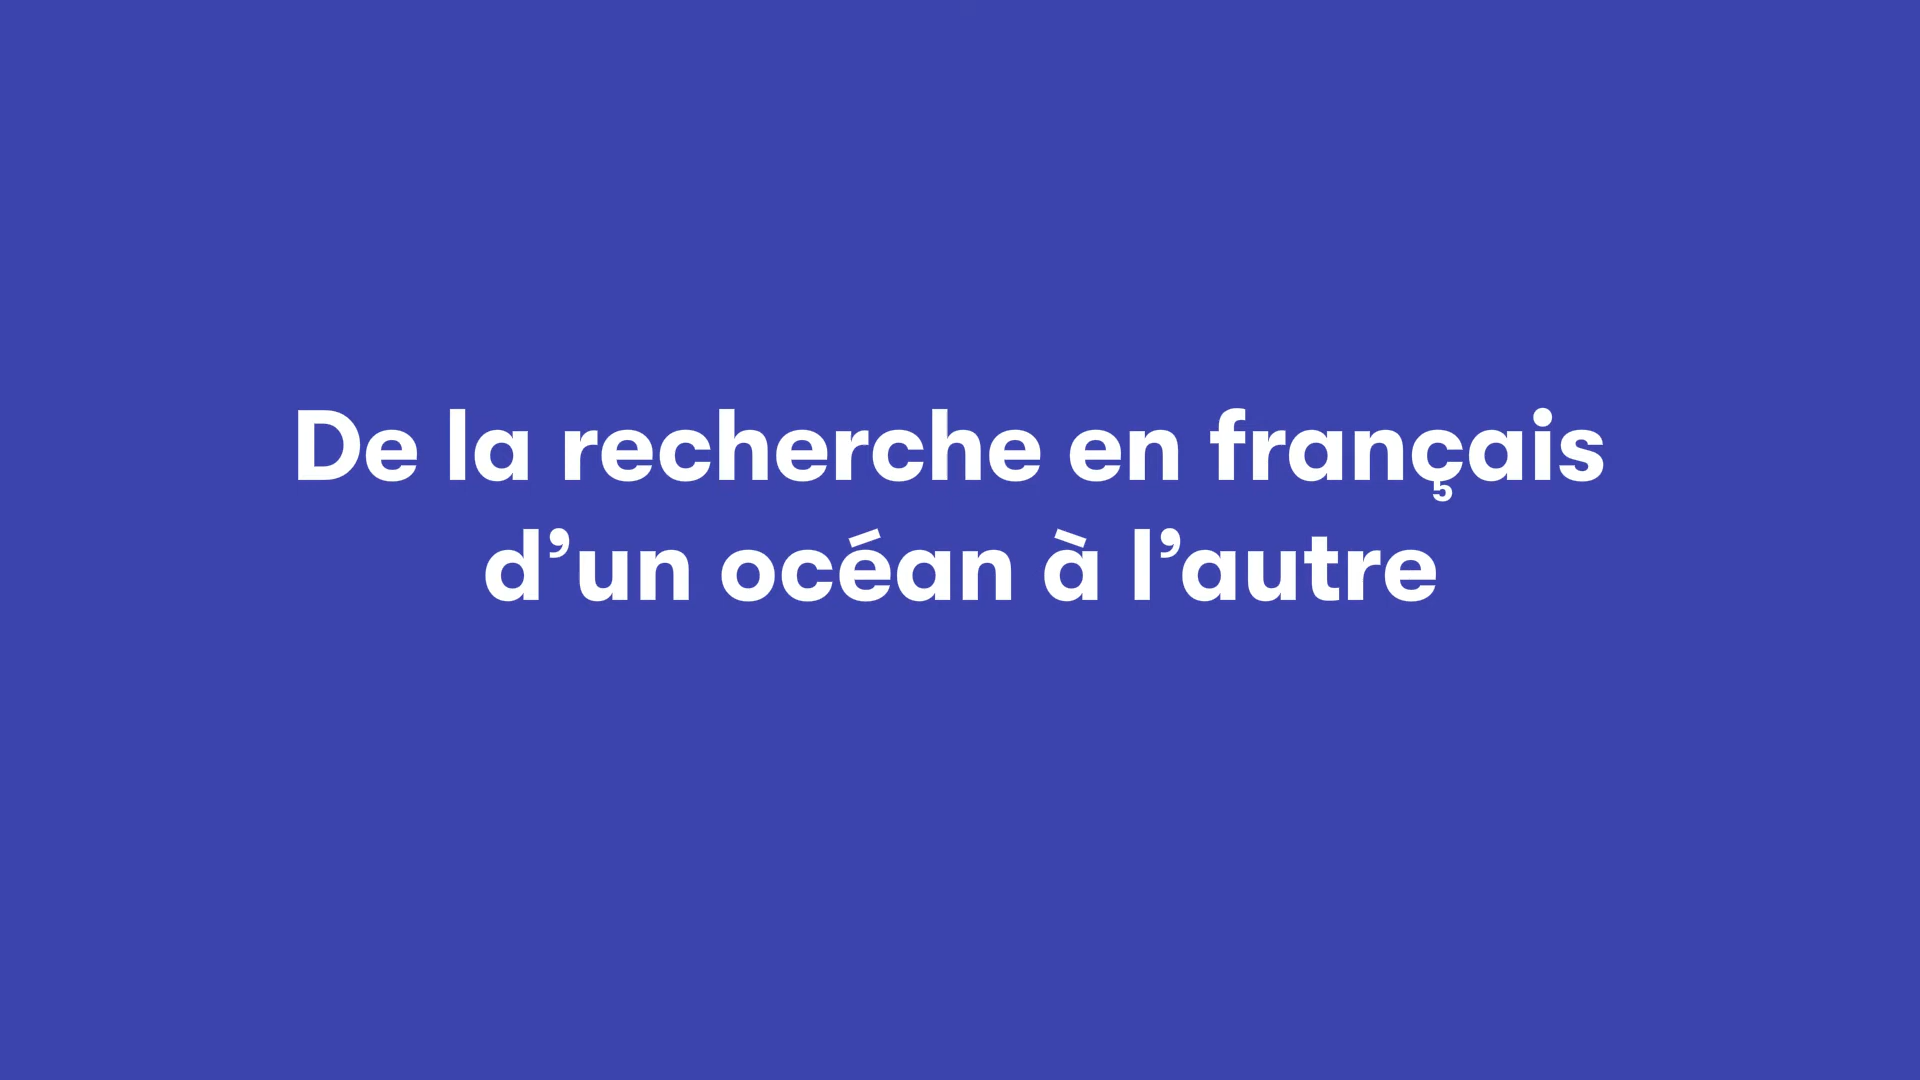 De la recherche en français
d’un océan à l’autre